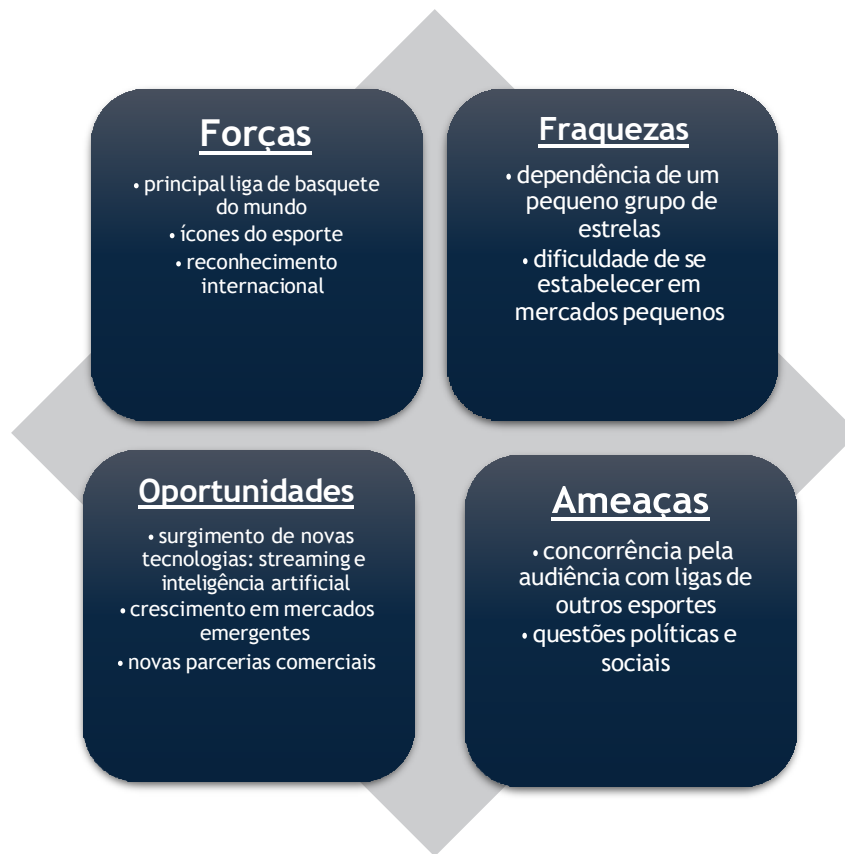 Forças
• principal liga de basquete
do mundo
• ícones do esporte
• reconhecimento
internacional
Fraquezas
• dependência de um
pequeno grupo de
estrelas
• dificuldade de se
estabelecer em
mercados pequenos
Oportunidades
• surgimento de novas
tecnologias: streaming e
inteligência artificial
• crescimento em mercados
emergentes
• novas parcerias comerciais
Ameaças
• concorrência pela
audiência com ligas de
outros esportes
• questões políticas e
sociais